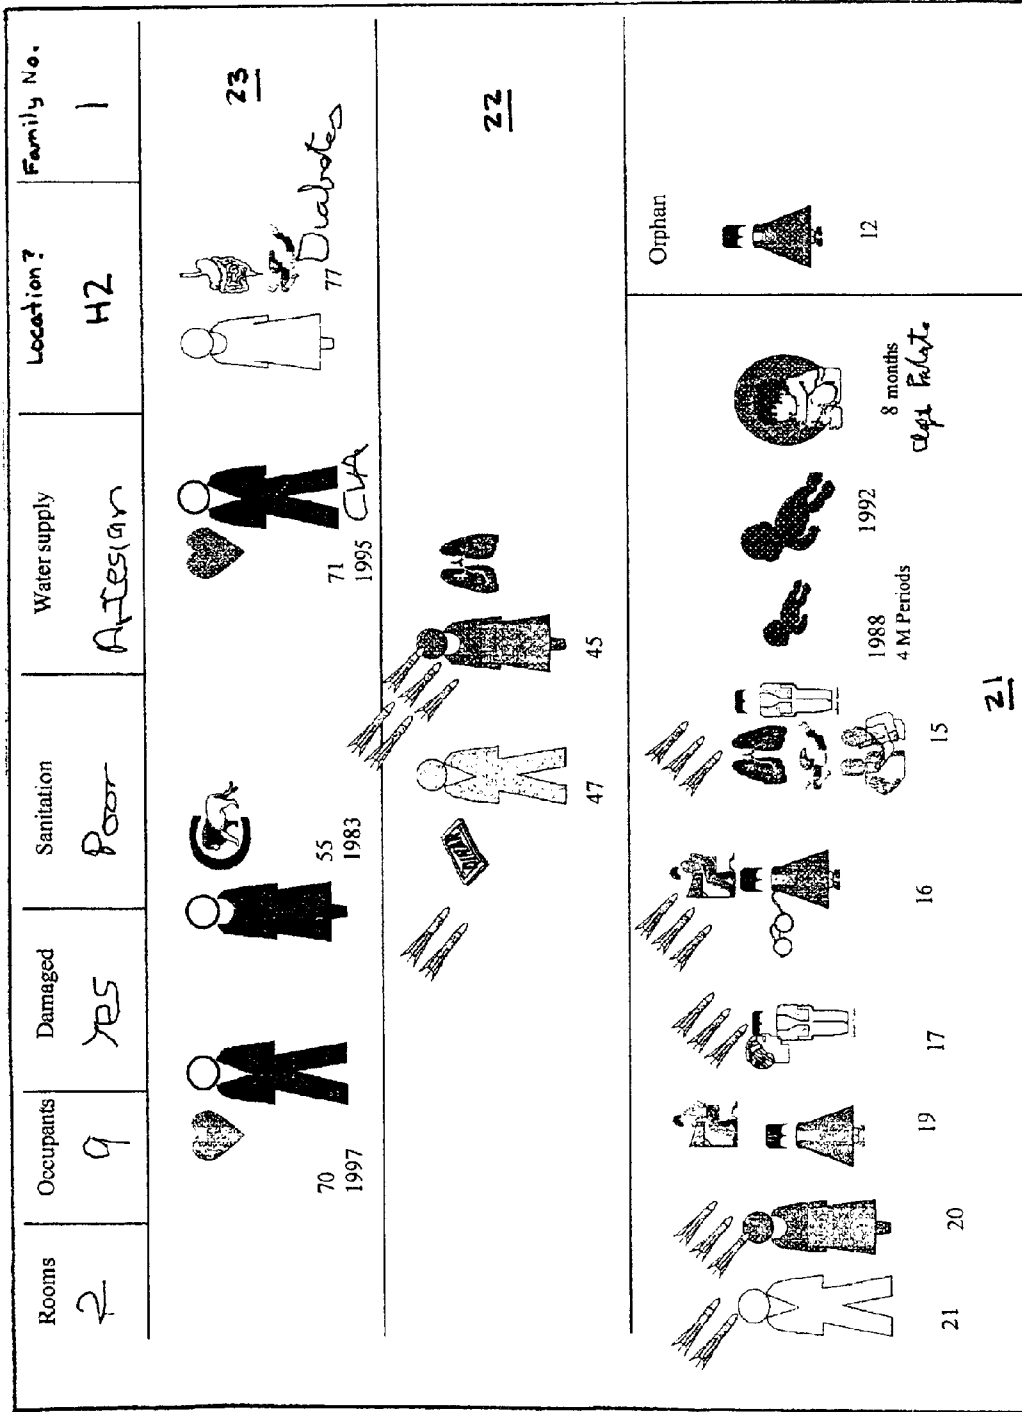 Rooms Occupants Damaged Sanitation Water supply Location? Family No.
2 9 Yes Poor Artesian H2 1
70
1997
55
1983
71
1995
CVA
77
Diabetes
23
DINAR
47
45
22
21
20
19
17
16
15
1988
4 M Periods
1992
8 months
Palate
Orphan
12
21